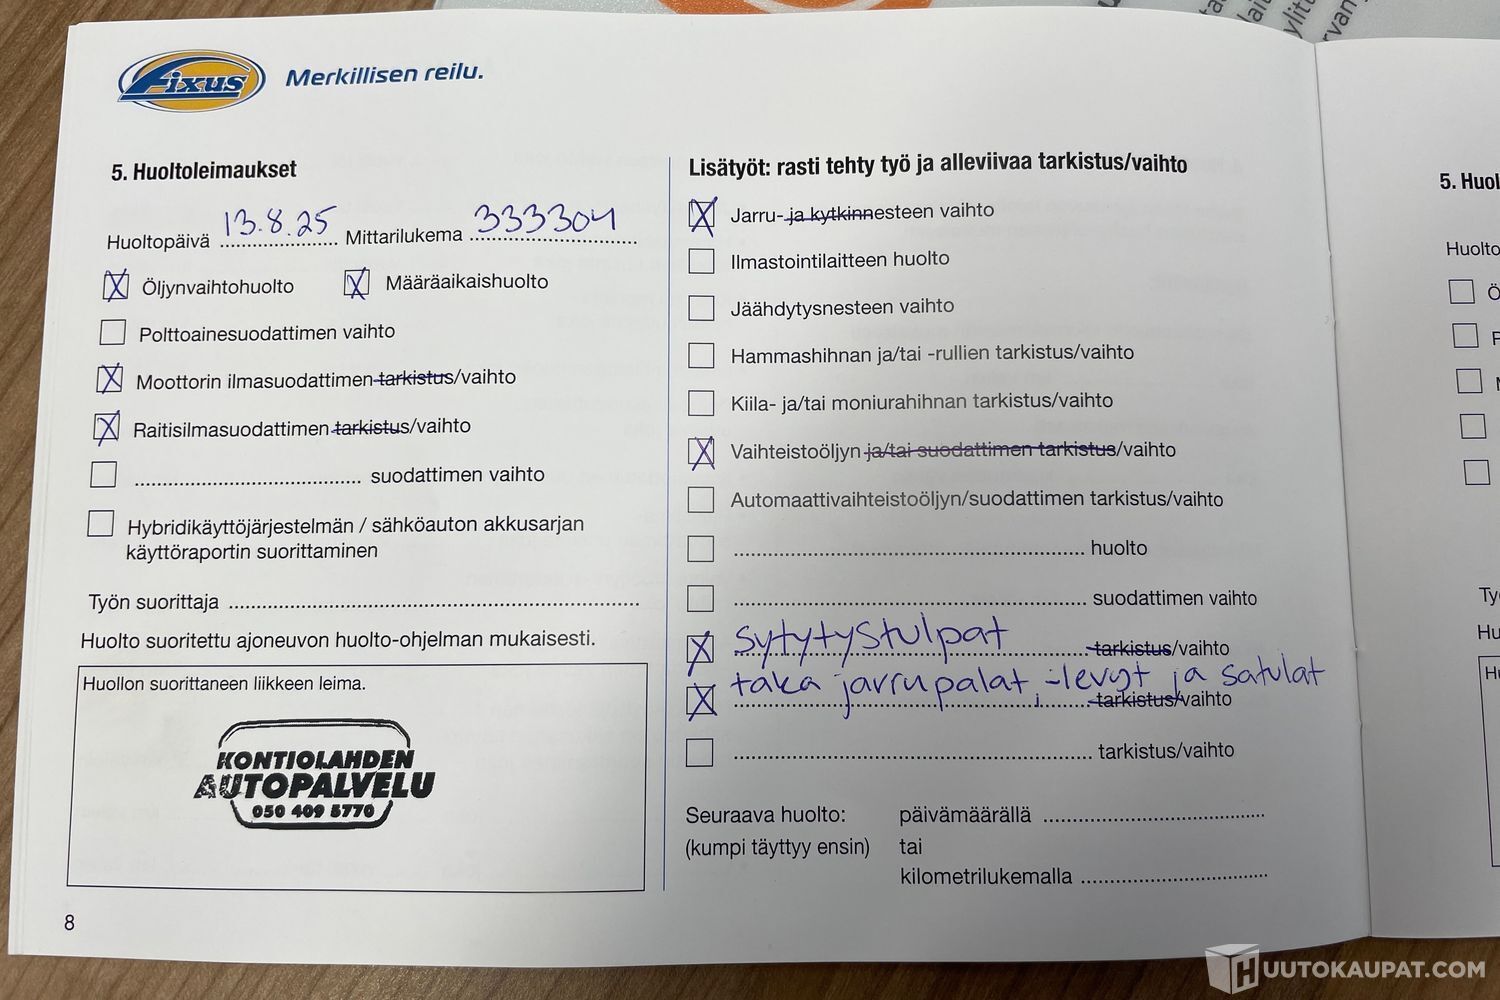 Fixus Merkillisen reilu.
5. Huoltoleimaukset
Huoltopäivä 13.8.25 Mittarilukema 333304
X Öljynvaihtohuolto X Määräaikaishuolto
Polttoainesuodattimen vaihto
X Moottorin ilmasuodattimen tarkistus/vaihto
X Raitisilmasuodattimen tarkistus/vaihto
suodattimen vaihto
Hybridikäyttöjärjestelmän / sähköauton akkusarjan
käyttöraportin suorittaminen
Työn suorittaja
Huolto suoritettu ajoneuvon huolto-ohjelman mukaisesti.
Huollon suorittaneen liikkeen leima.
KONTIOLAHDEN
AUTOPALVELU
050 409 5770
8
Lisätyöt: rasti tehty työ ja alleviivaa tarkistus/vaihto
X Jarru- ja kytkinnesteen vaihto
Ilmastointilaitteen huolto
Jäähdytysnesteen vaihto
Hammashihnan ja/tai -rullien tarkistus/vaihto
Kiila- ja/tai moniurahihnan tarkistus/vaihto
X Vaihteistoöljyn ja/tai suodattimen tarkistus/vaihto
Automaattivaihteistoöljyn/suodattimen tarkistus/vaihto
huolto
suodattimen vaihto
X sytytystulpat tarkistus/vaihto
X taka jarrupalat, -levyt ja satulat tarkistus/vaihto
tarkistus/vaihto
Seuraava huolto: päivämäärällä
(kumpi täyttyy ensin) tai
kilometrilukemalla
5. Huol
Huolto
Ö
P
Ty
Hu
HUUTOKAUPAT.COM